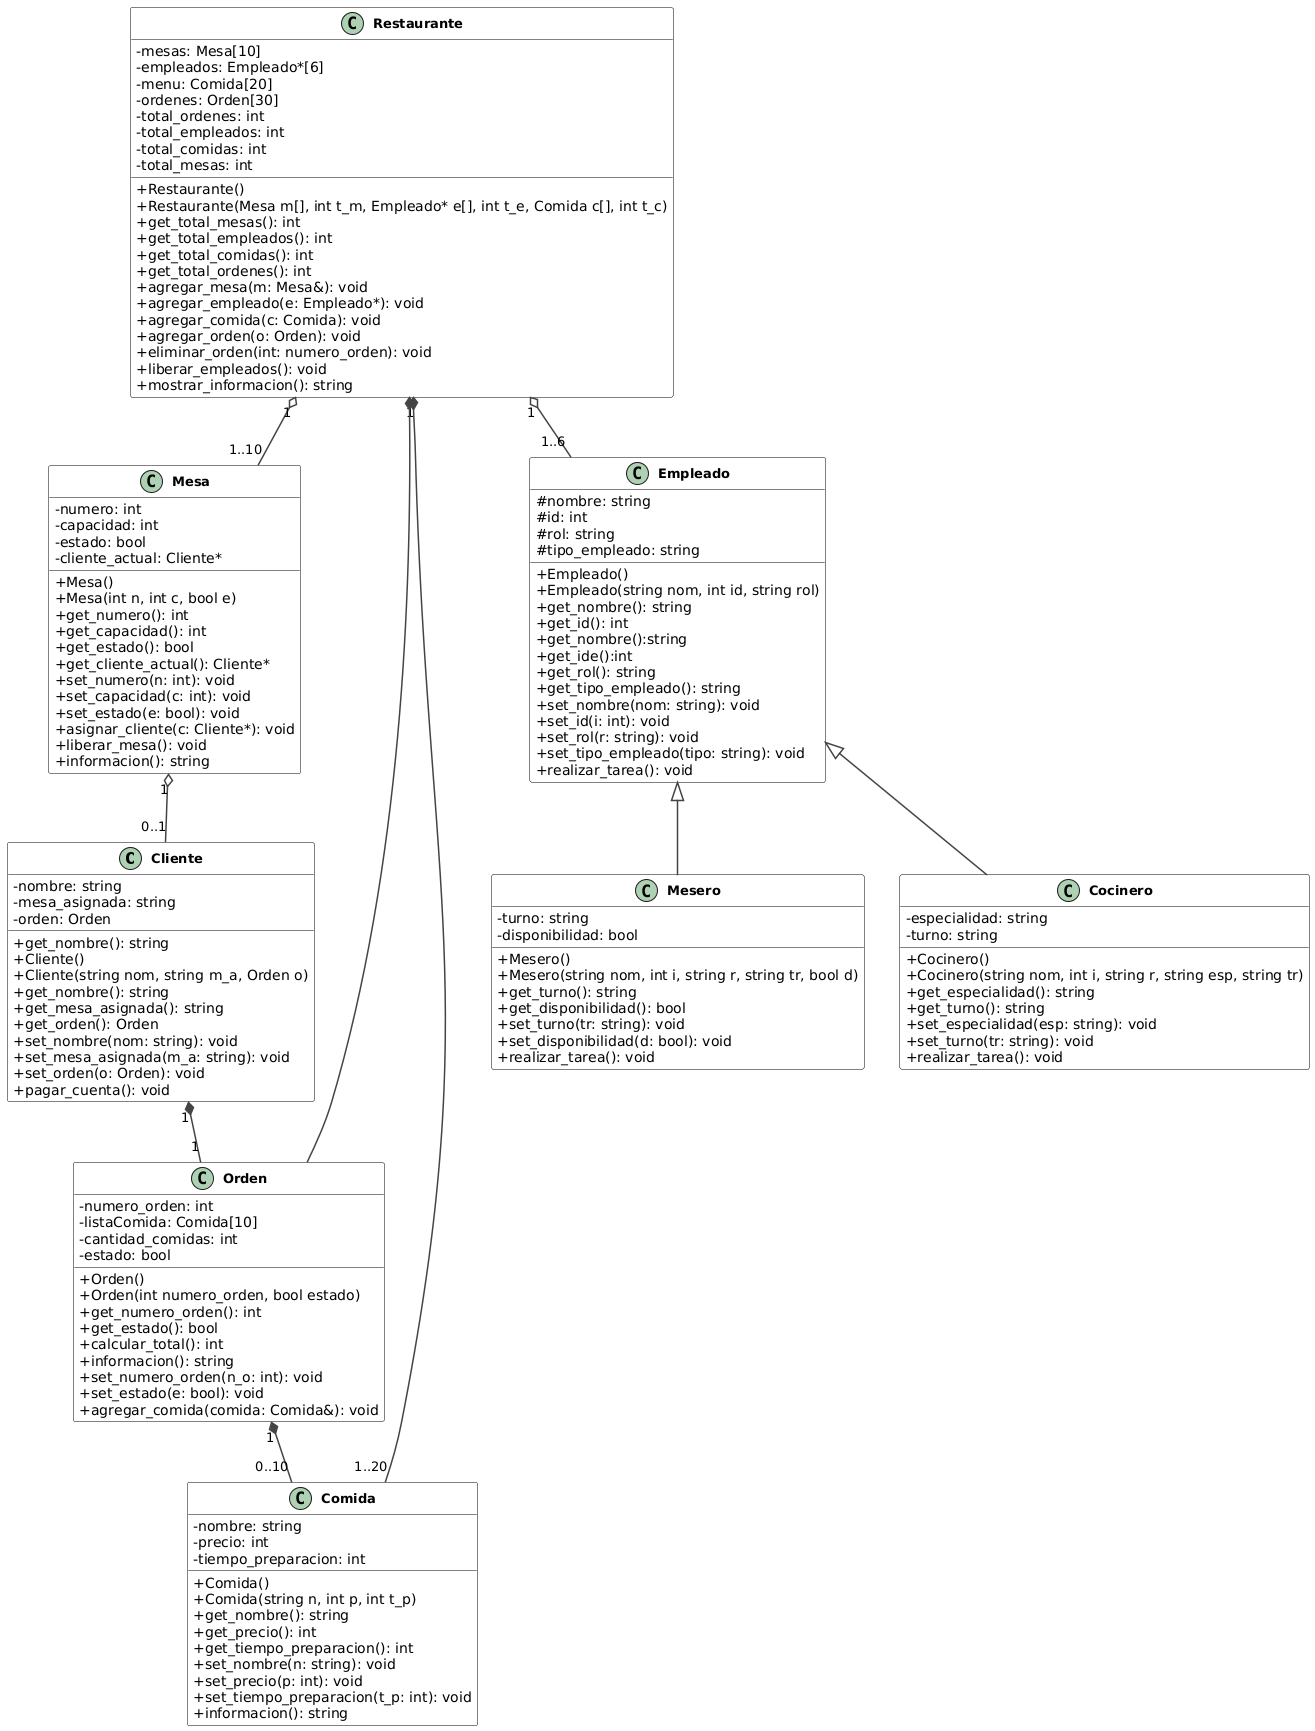 C Restaurante
-mesas: Mesa[10]
-empleados: Empleado*[6]
-menu: Comida[20]
-ordenes: Orden[30]
-total_ordenes: int
-total_empleados: int
-total_comidas: int
-total_mesas: int
+Restaurante()
+Restaurante(Mesa m[], int t_m, Empleado* e[], int t_e, Comida c[], int t_c)
+get_total_mesas(): int
+get_total_empleados(): int
+get_total_comidas(): int
+get_total_ordenes(): int
+agregar_mesa(m: Mesa&): void
+agregar_empleado(e: Empleado*): void
+agregar_comida(c: Comida): void
+agregar_orden(o: Orden): void
+eliminar_orden(int: numero_orden): void
+liberar_empleados(): void
+mostrar_informacion(): string
1
1
1
1..10
1..6
C Mesa
-numero: int
-capacidad: int
-estado: bool
-cliente_actual: Cliente*
+Mesa()
+Mesa(int n, int c, bool e)
+get_numero(): int
+get_capacidad(): int
+get_estado(): bool
+get_cliente_actual(): Cliente*
+set_numero(n: int): void
+set_capacidad(c: int): void
+set_estado(e: bool): void
+asignar_cliente(c: Cliente*): void
+liberar_mesa(): void
+informacion(): string
C Empleado
#nombre: string
#id: int
#rol: string
#tipo_empleado: string
+Empleado()
+Empleado(string nom, int id, string rol)
+get_nombre(): string
+get_id(): int
+get_nombre():string
+get_ide():int
+get_rol(): string
+get_tipo_empleado(): string
+set_nombre(nom: string): void
+set_id(i: int): void
+set_rol(r: string): void
+set_tipo_empleado(tipo: string): void
+realizar_tarea(): void
1
0..1
C Cliente
-nombre: string
-mesa_asignada: string
-orden: Orden
+get_nombre(): string
+Cliente()
+Cliente(string nom, string m_a, Orden o)
+get_nombre(): string
+get_mesa_asignada(): string
+get_orden(): Orden
+set_nombre(nom: string): void
+set_mesa_asignada(m_a: string): void
+set_orden(o: Orden): void
+pagar_cuenta(): void
C Mesero
-turno: string
-disponibilidad: bool
+Mesero()
+Mesero(string nom, int i, string r, string tr, bool d)
+get_turno(): string
+get_disponibilidad(): bool
+set_turno(tr: string): void
+set_disponibilidad(d: bool): void
+realizar_tarea(): void
C Cocinero
-especialidad: string
-turno: string
+Cocinero()
+Cocinero(string nom, int i, string r, string esp, string tr)
+get_especialidad(): string
+get_turno(): string
+set_especialidad(esp: string): void
+set_turno(tr: string): void
+realizar_tarea(): void
1
1
C Orden
-numero_orden: int
-listaComida: Comida[10]
-cantidad_comidas: int
-estado: bool
+Orden()
+Orden(int numero_orden, bool estado)
+get_numero_orden(): int
+get_estado(): bool
+calcular_total(): int
+informacion(): string
+set_numero_orden(n_o: int): void
+set_estado(e: bool): void
+agregar_comida(comida: Comida&): void
1
0..10
1..20
C Comida
-nombre: string
-precio: int
-tiempo_preparacion: int
+Comida()
+Comida(string n, int p, int t_p)
+get_nombre(): string
+get_precio(): int
+get_tiempo_preparacion(): int
+set_nombre(n: string): void
+set_precio(p: int): void
+set_tiempo_preparacion(t_p: int): void
+informacion(): string